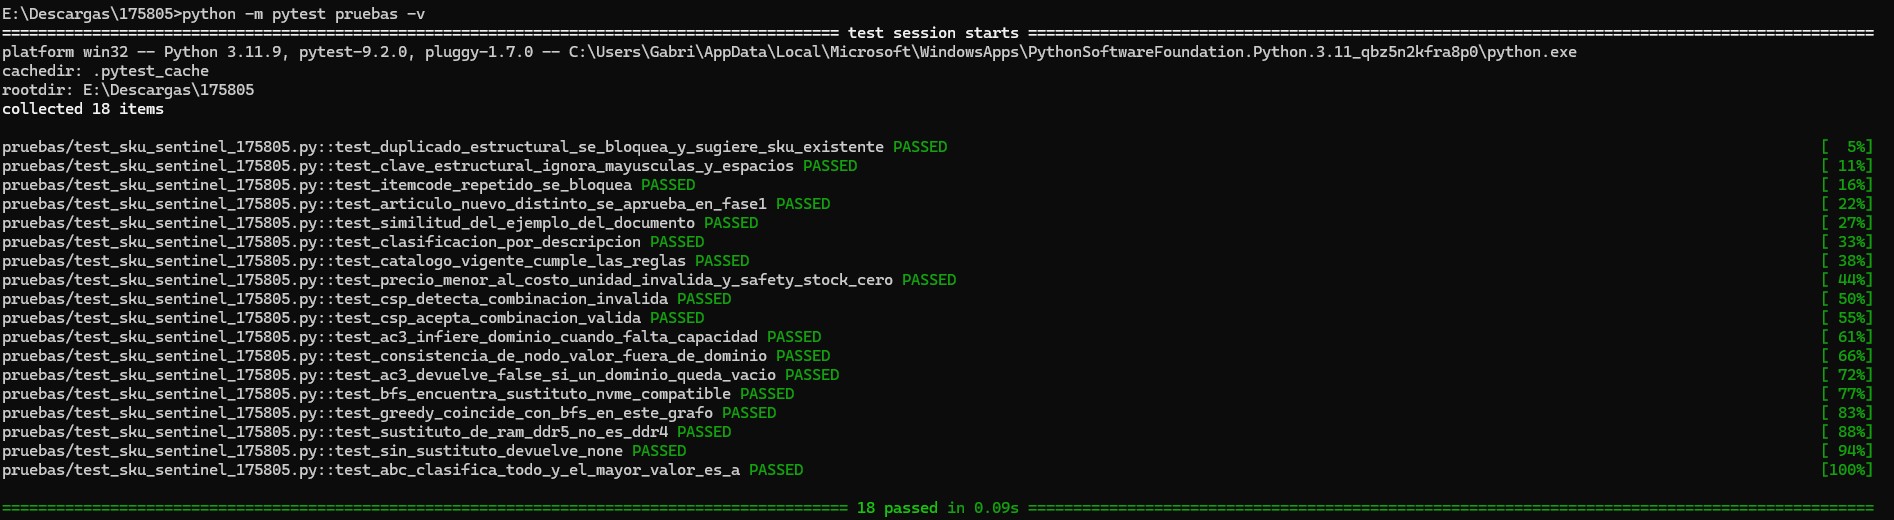 E:\Descargas\175805>python -m pytest pruebas -v
============================================================================================= test session starts ==============================================================================================
platform win32 -- Python 3.11.9, pytest-9.2.0, pluggy-1.7.0 -- C:\Users\Gabri\AppData\Local\Microsoft\WindowsApps\PythonSoftwareFoundation.Python.3.11_qbz5n2kfra8p0\python.exe
cachedir: .pytest_cache
rootdir: E:\Descargas\175805
collected 18 items
pruebas/test_sku_sentinel_175805.py::test_duplicado_estructural_se_bloquea_y_sugiere_sku_existente PASSED [  5%]
pruebas/test_sku_sentinel_175805.py::test_clave_estructural_ignora_mayusculas_y_espacios PASSED [ 11%]
pruebas/test_sku_sentinel_175805.py::test_itemcode_repetido_se_bloquea PASSED [ 16%]
pruebas/test_sku_sentinel_175805.py::test_articulo_nuevo_distinto_se_aprueba_en_fase1 PASSED [ 22%]
pruebas/test_sku_sentinel_175805.py::test_similitud_del_ejemplo_del_documento PASSED [ 27%]
pruebas/test_sku_sentinel_175805.py::test_clasificacion_por_descripcion PASSED [ 33%]
pruebas/test_sku_sentinel_175805.py::test_catalogo_vigente_cumple_las_reglas PASSED [ 38%]
pruebas/test_sku_sentinel_175805.py::test_precio_menor_al_costo_unidad_invalida_y_safety_stock_cero PASSED [ 44%]
pruebas/test_sku_sentinel_175805.py::test_csp_detecta_combinacion_invalida PASSED [ 50%]
pruebas/test_sku_sentinel_175805.py::test_csp_acepta_combinacion_valida PASSED [ 55%]
pruebas/test_sku_sentinel_175805.py::test_ac3_infiere_dominio_cuando_falta_capacidad PASSED [ 61%]
pruebas/test_sku_sentinel_175805.py::test_consistencia_de_nodo_valor_fuera_de_dominio PASSED [ 66%]
pruebas/test_sku_sentinel_175805.py::test_ac3_devuelve_false_si_un_dominio_queda_vacio PASSED [ 72%]
pruebas/test_sku_sentinel_175805.py::test_bfs_encuentra_sustituto_nvme_compatible PASSED [ 77%]
pruebas/test_sku_sentinel_175805.py::test_greedy_coincide_con_bfs_en_este_grafo PASSED [ 83%]
pruebas/test_sku_sentinel_175805.py::test_sustituto_de_ram_ddr5_no_es_ddr4 PASSED [ 88%]
pruebas/test_sku_sentinel_175805.py::test_sin_sustituto_devuelve_none PASSED [ 94%]
pruebas/test_sku_sentinel_175805.py::test_abc_clasifica_todo_y_el_mayor_valor_es_a PASSED [100%]
============================================================================================== 18 passed in 0.09s ==============================================================================================